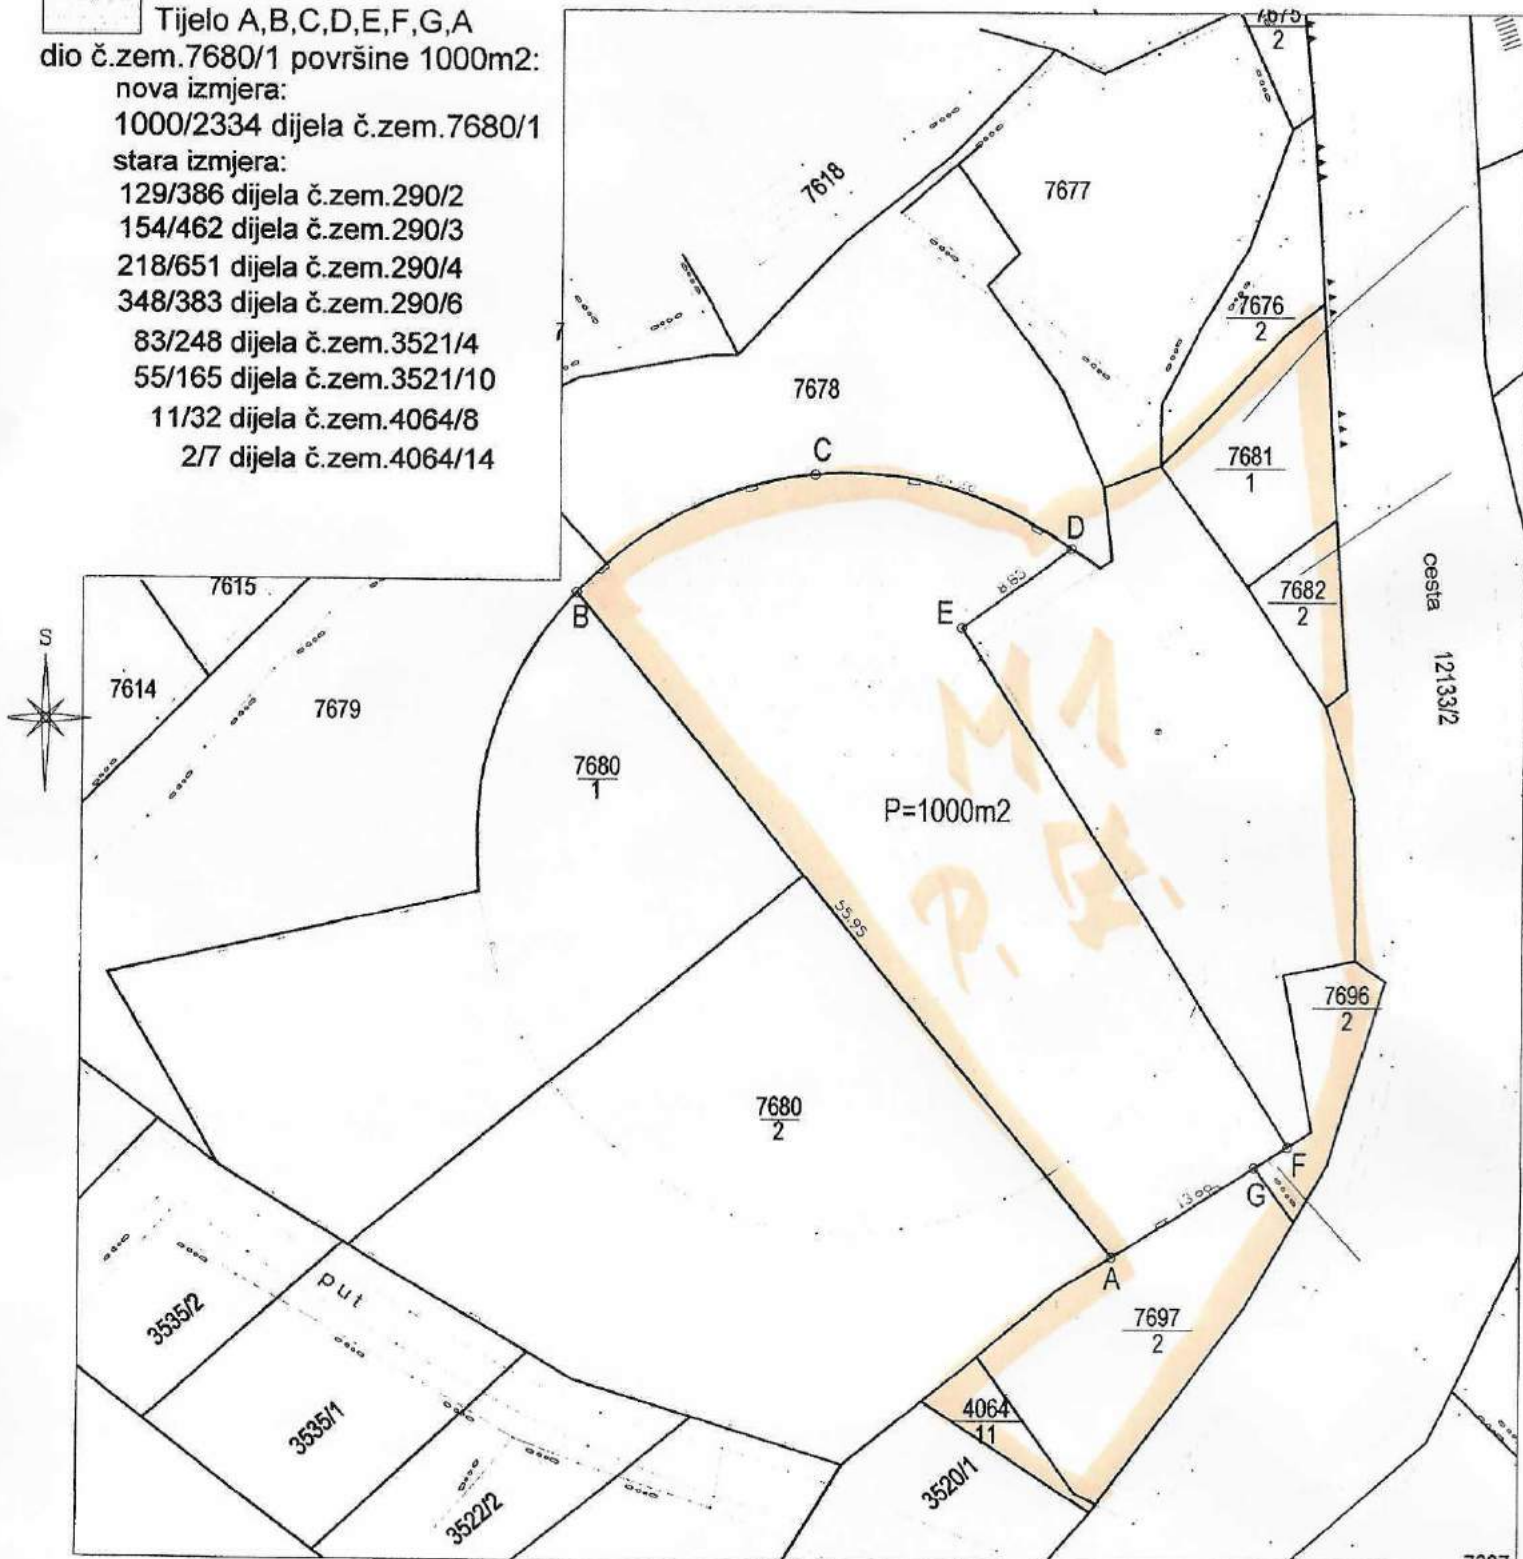 Tijelo A,B,C,D,E,F,G,A
dio č.zem.7680/1 površine 1000m2:
nova izmjera:
1000/2334 dijela č.zem.7680/1
stara izmjera:
129/386 dijela č.zem.290/2
154/462 dijela č.zem.290/3
218/651 dijela č.zem.290/4
348/383 dijela č.zem.290/6
83/248 dijela č.zem.3521/4
55/165 dijela č.zem.3521/10
11/32 dijela č.zem.4064/8
2/7 dijela č.zem.4064/14
7675
2
7618
7677
7676
2
7678
C
7681
1
D
8.83
7615
B
E
7682
2
cesta 12133/2
S
7614
7679
M1
7680
1
P=1000m2
P.
55.95
7696
2
7680
2
F
G
A
put
3535/2
7697
2
3535/1
4064
11
3520/1
3522/2